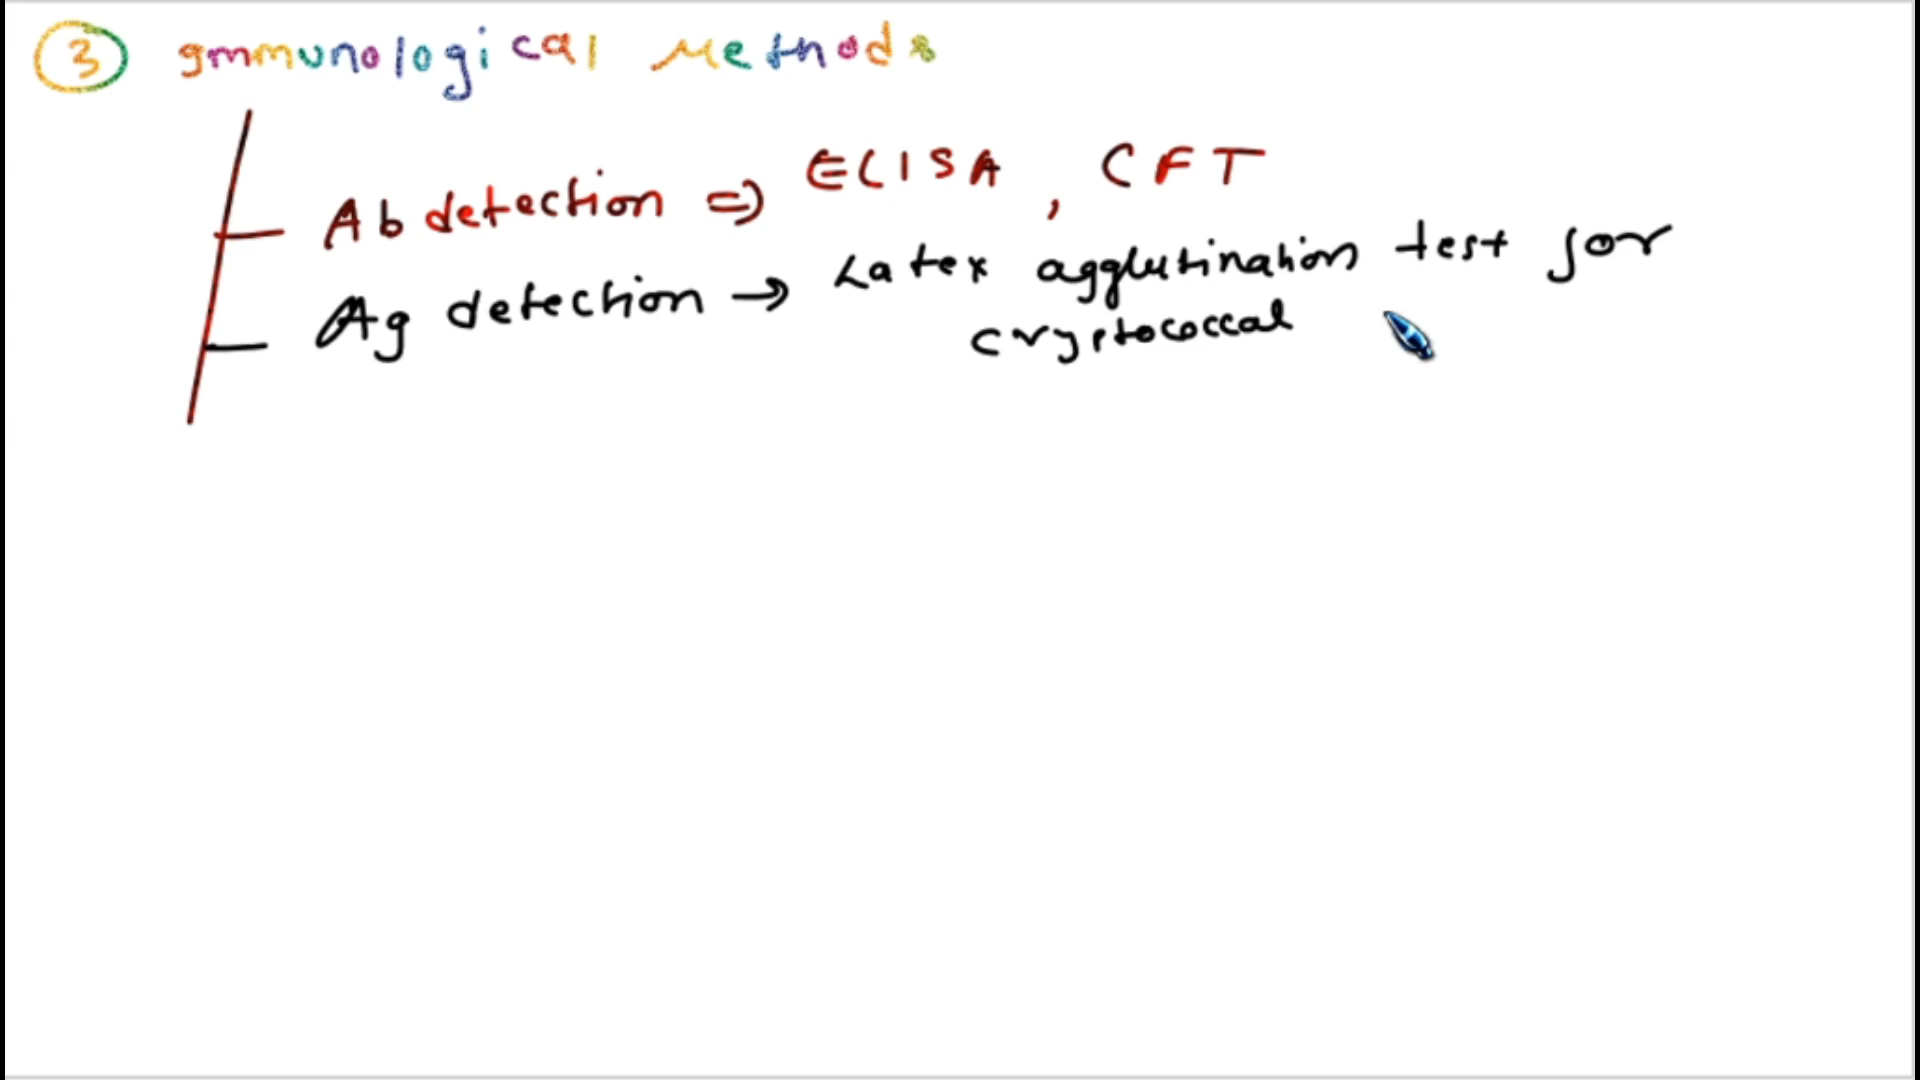 3 Immunological Methods
Ab detection => ELISA, CFT
Ag detection → Latex agglutination test for
cryptococcal